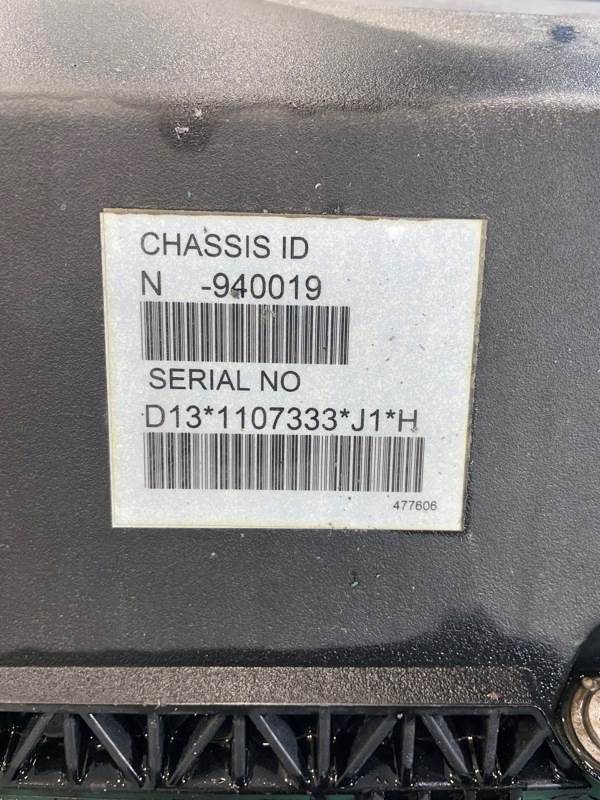 CHASSIS ID
N -940019
SERIAL NO
D13*1107333*J1*H
477606